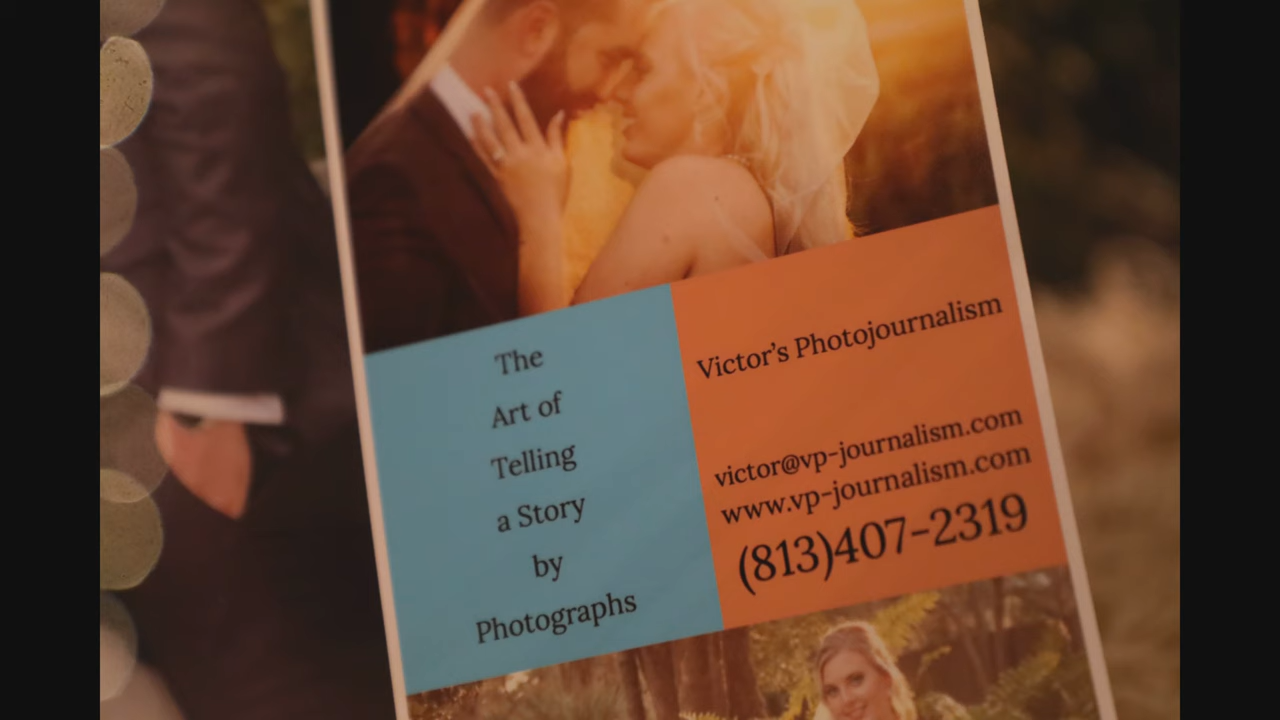 The
Art of
Telling
a Story
by
Photographs
Victor's Photojournalism
victor@vp-journalism.com
www.vp-journalism.com
(813)407-2319